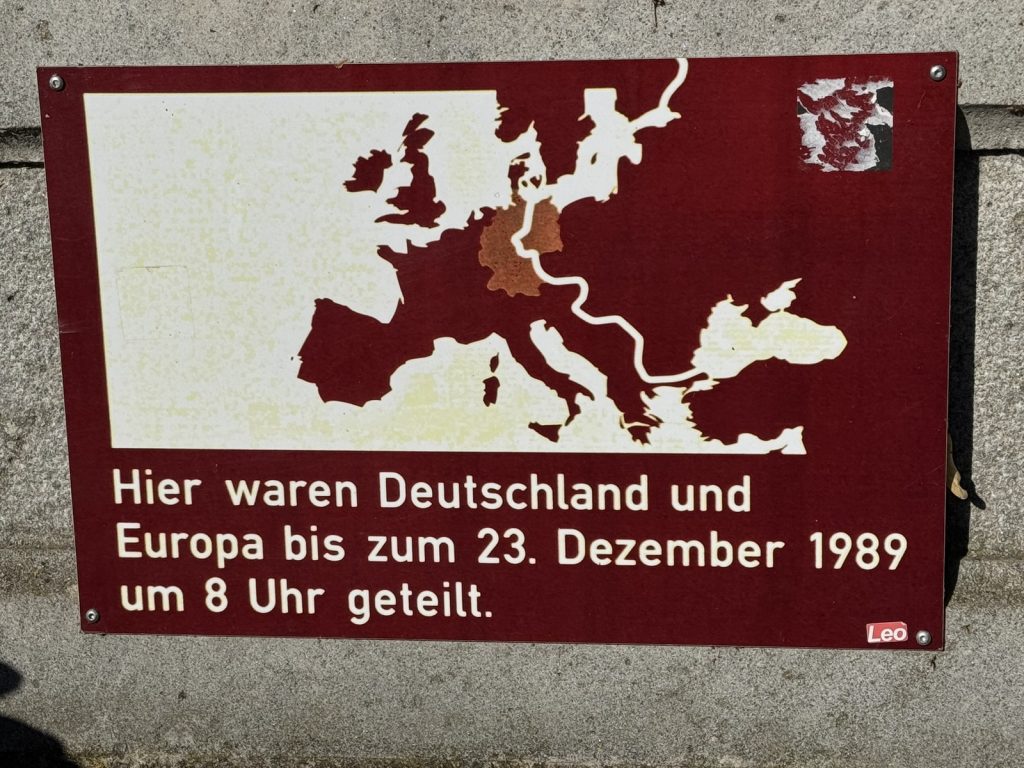 Hier waren Deutschland und
Europa bis zum 23. Dezember 1989
um 8 Uhr geteilt.
Leo